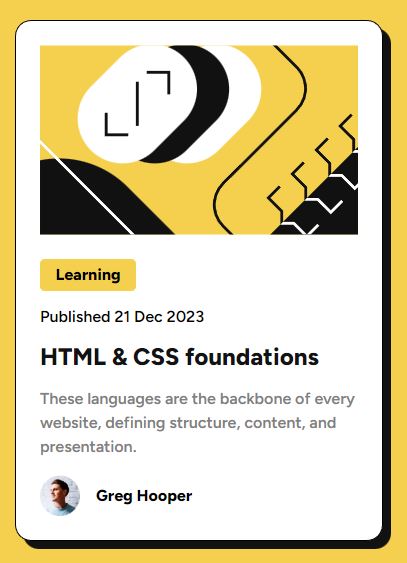 Learning
Published 21 Dec 2023
HTML & CSS foundations
These languages are the backbone of every
website, defining structure, content, and
presentation.
Greg Hooper